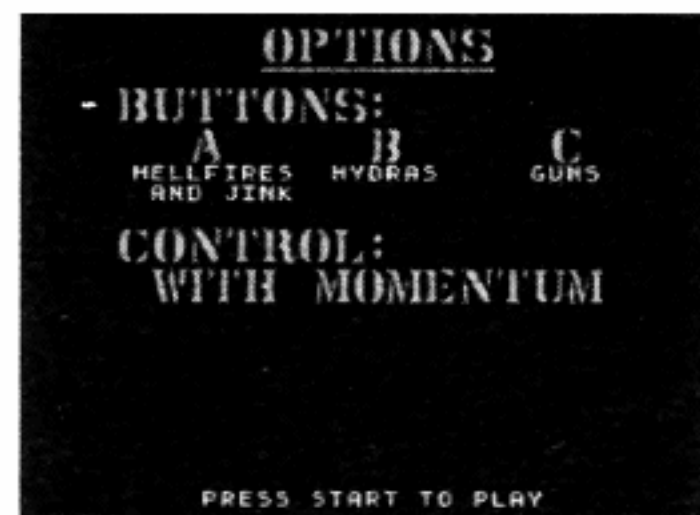 OPTIONS
- BUTTONS:
A B C
HELLFIRES HYDRAS GUNS
AND JINK
CONTROL:
WITH MOMENTUM
PRESS START TO PLAY